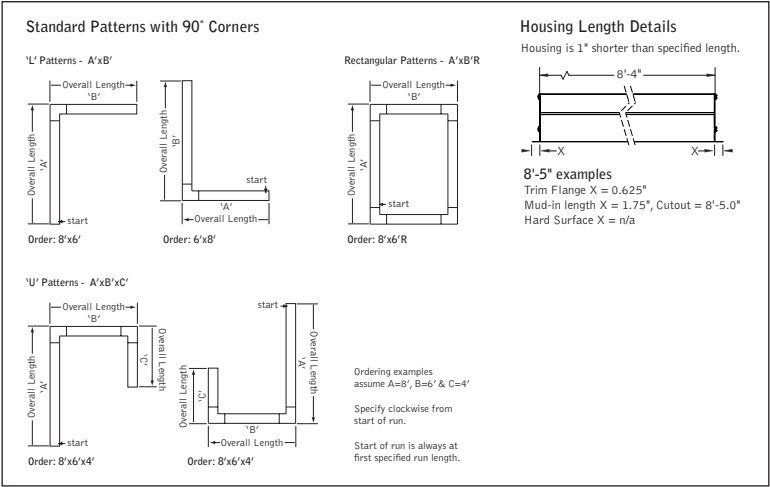 Standard Patterns with 90° Corners
'L' Patterns - A'xB'
Overall Length
'B'
Overall Length
'A'
start
Order: 8'x6'
Overall Length
'B'
start
'A'
Overall Length
Order: 6'x8'
Rectangular Patterns - A'xB'R
Overall Length
'B'
Overall Length
'A'
start
Order: 8'x6'R
'U' Patterns - A'xB'xC'
Overall Length
'B'
Overall Length
'A'
'C'
Overall Length
start
Order: 8'x6'x4'
start
Overall Length
'A'
Overall Length
'C'
'B'
Overall Length
Order: 8'x6'x4'
Ordering examples
assume A=8', B=6' & C=4'
Specify clockwise from
start of run.
Start of run is always at
first specified run length.
Housing Length Details
Housing is 1" shorter than specified length.
8'-4"
X
X
8'-5" examples
Trim Flange X = 0.625"
Mud-in length X = 1.75", Cutout = 8'-5.0"
Hard Surface X = n/a